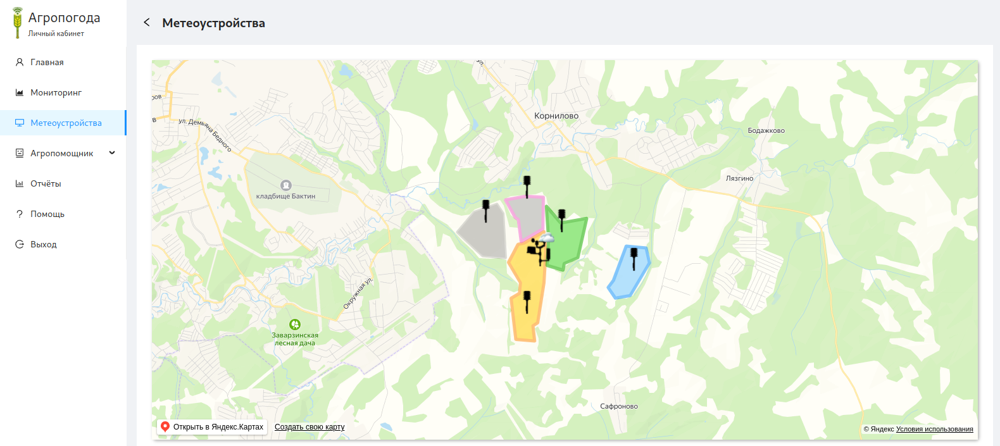 Агропогода
Личный кабинет
Главная
Мониторинг
Метеоустройства
Агропомощник
Отчёты
Помощь
Выход
Метеоустройства
ул.
ров
в
ул. Демьяна Бедного
Корнилово
Бодажково
Лязгино
кладбище Бактин
Окружная ул.
Заварзинская
лесная дача
Сафроново
Открыть в Яндекс.Картах
Создать свою карту
© Яндекс Условия использования